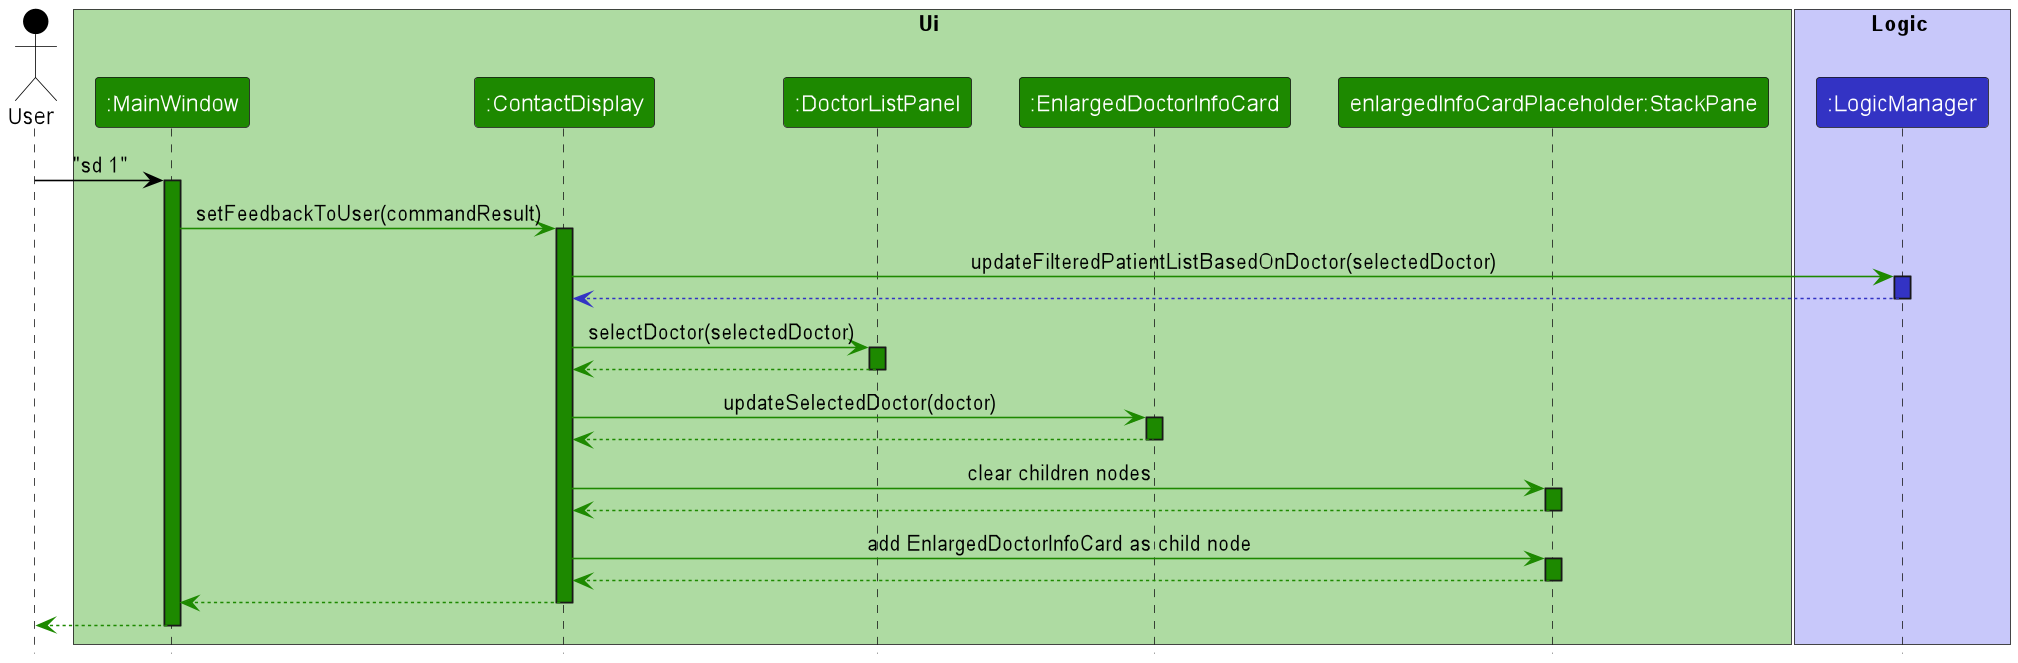 Ui
Logic
User
:MainWindow
:ContactDisplay
:DoctorListPanel
:EnlargedDoctorInfoCard
enlargedInfoCardPlaceholder:StackPane
:LogicManager
"sd 1"
setFeedbackToUser(commandResult)
updateFilteredPatientListBasedOnDoctor(selectedDoctor)
selectDoctor(selectedDoctor)
updateSelectedDoctor(doctor)
clear children nodes
add EnlargedDoctorInfoCard as child node